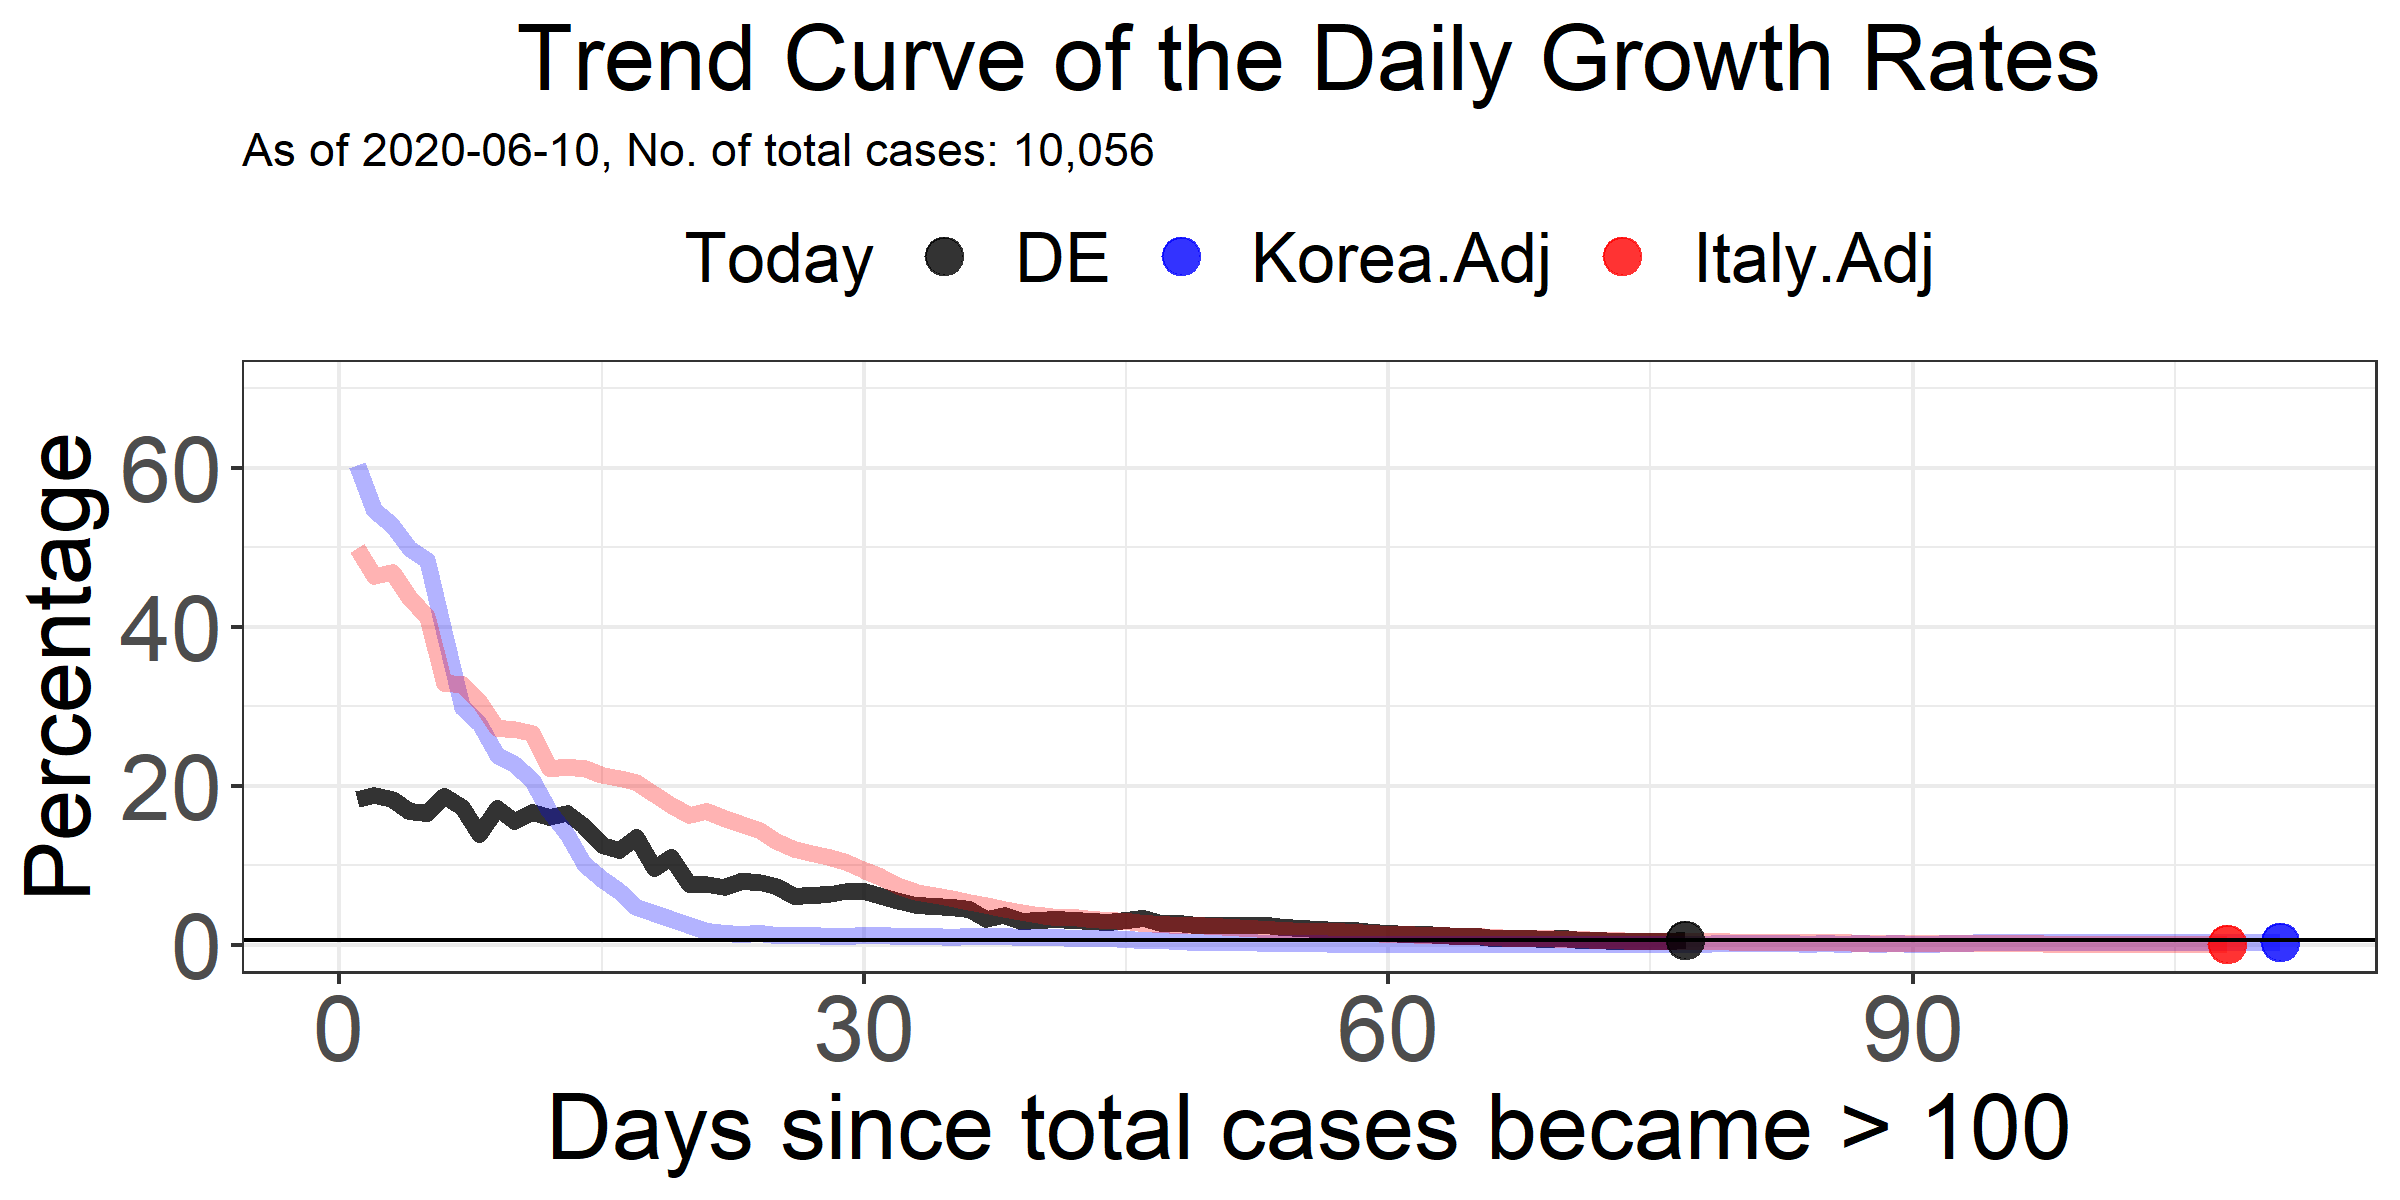 Trend Curve of the Daily Growth Rates
As of 2020-06-10, No. of total cases: 10,056
Today DE Korea.Adj Italy.Adj
Percentage
60
40
20
0
0 30 60 90
Days since total cases became > 100